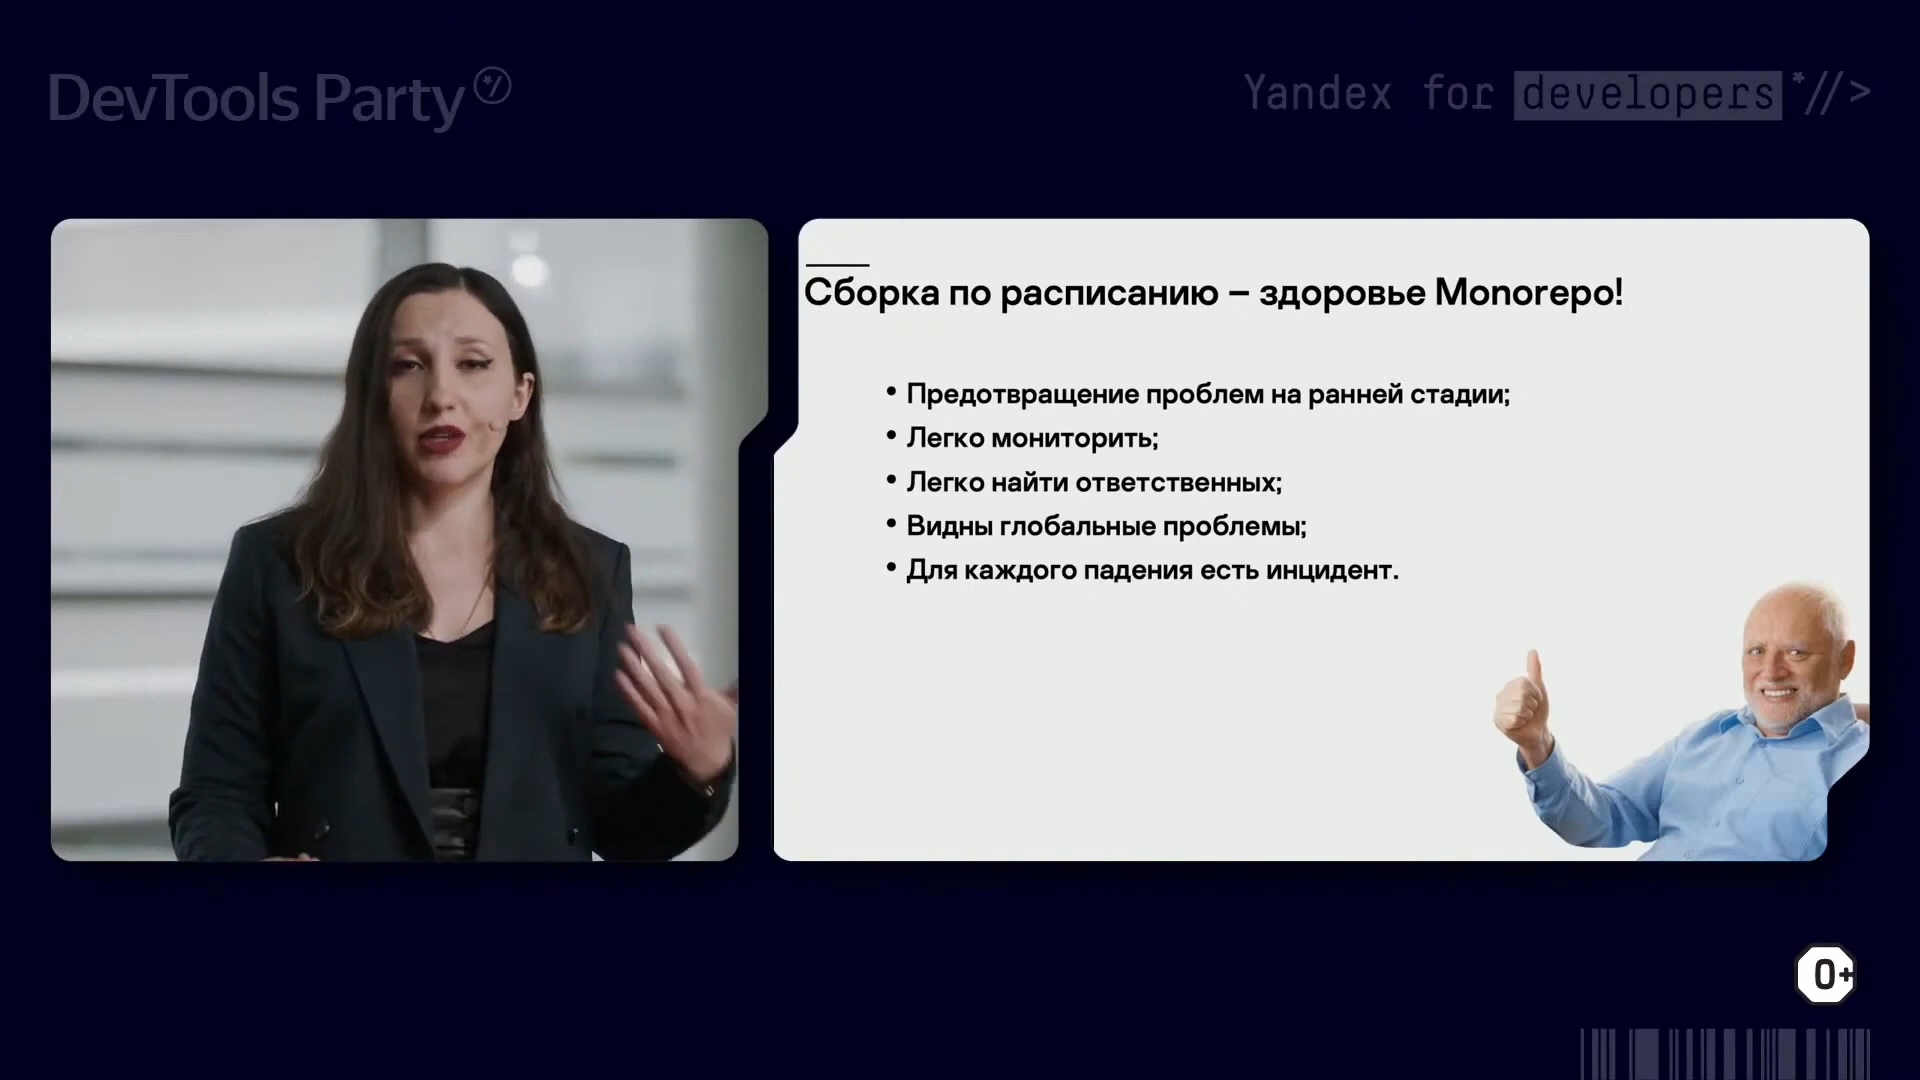 DevTools Party
Yandex for developers *//>
Сборка по расписанию – здоровье Monorepo!
• Предотвращение проблем на ранней стадии;
• Легко мониторить;
• Легко найти ответственных;
• Видны глобальные проблемы;
• Для каждого падения есть инцидент.
0+